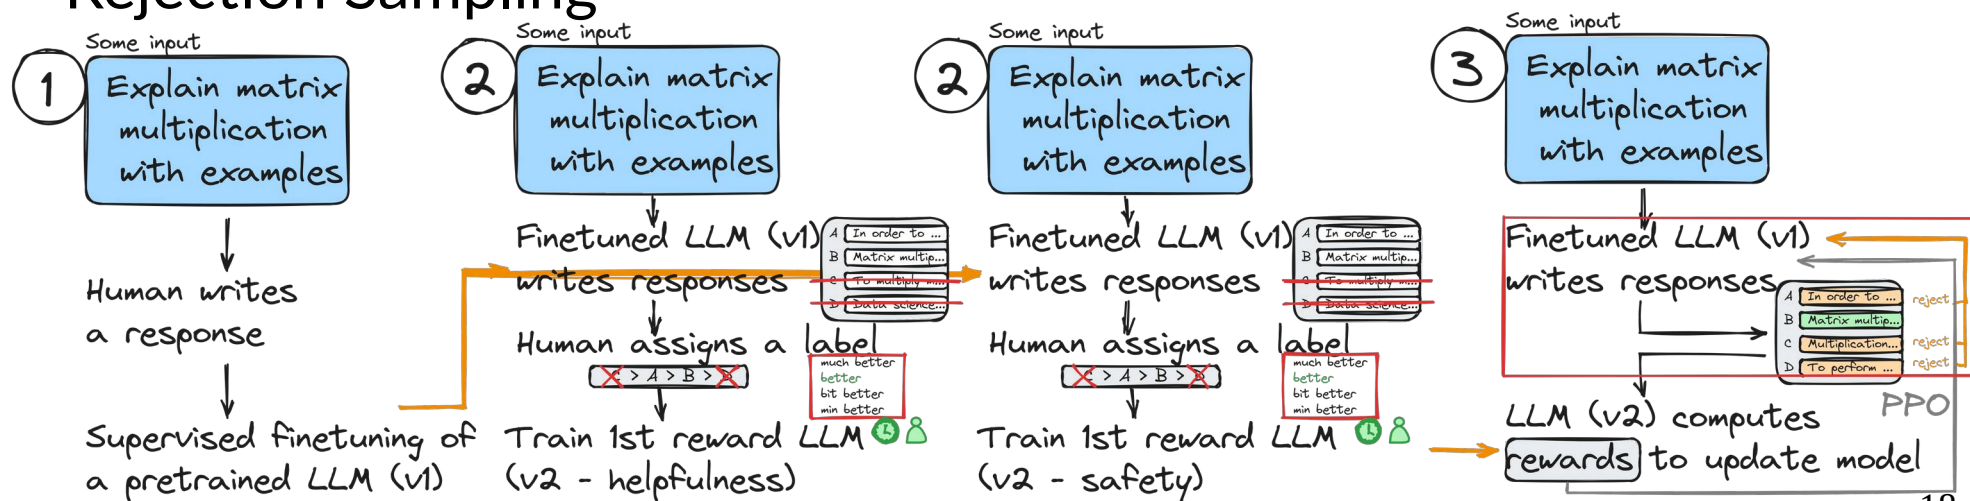 Rejection Sampling
1
Some input
Explain matrix
multiplication
with examples
Human writes
a response
Supervised finetuning of
a pretrained LLM (v1)
2
Some input
Explain matrix
multiplication
with examples
Finetuned LLM (v1)
writes responses
A In order to ...
B Matrix multip...
C To multiply m...
D Data science...
Human assigns a label
> A > B >
much better
better
bit better
min better
Train 1st reward LLM
(v2 - helpfulness)
2
Some input
Explain matrix
multiplication
with examples
Finetuned LLM (v1)
writes responses
A In order to ...
B Matrix multip...
C To multiply m...
D Data science...
Human assigns a label
> A > B >
much better
better
bit better
min better
Train 1st reward LLM
(v2 - safety)
3
Some input
Explain matrix
multiplication
with examples
Finetuned LLM (v1)
writes responses
A In order to ... reject
B Matrix multip...
C Multiplication... reject
D To perform ... reject
PPO
LLM (v2) computes
rewards to update model